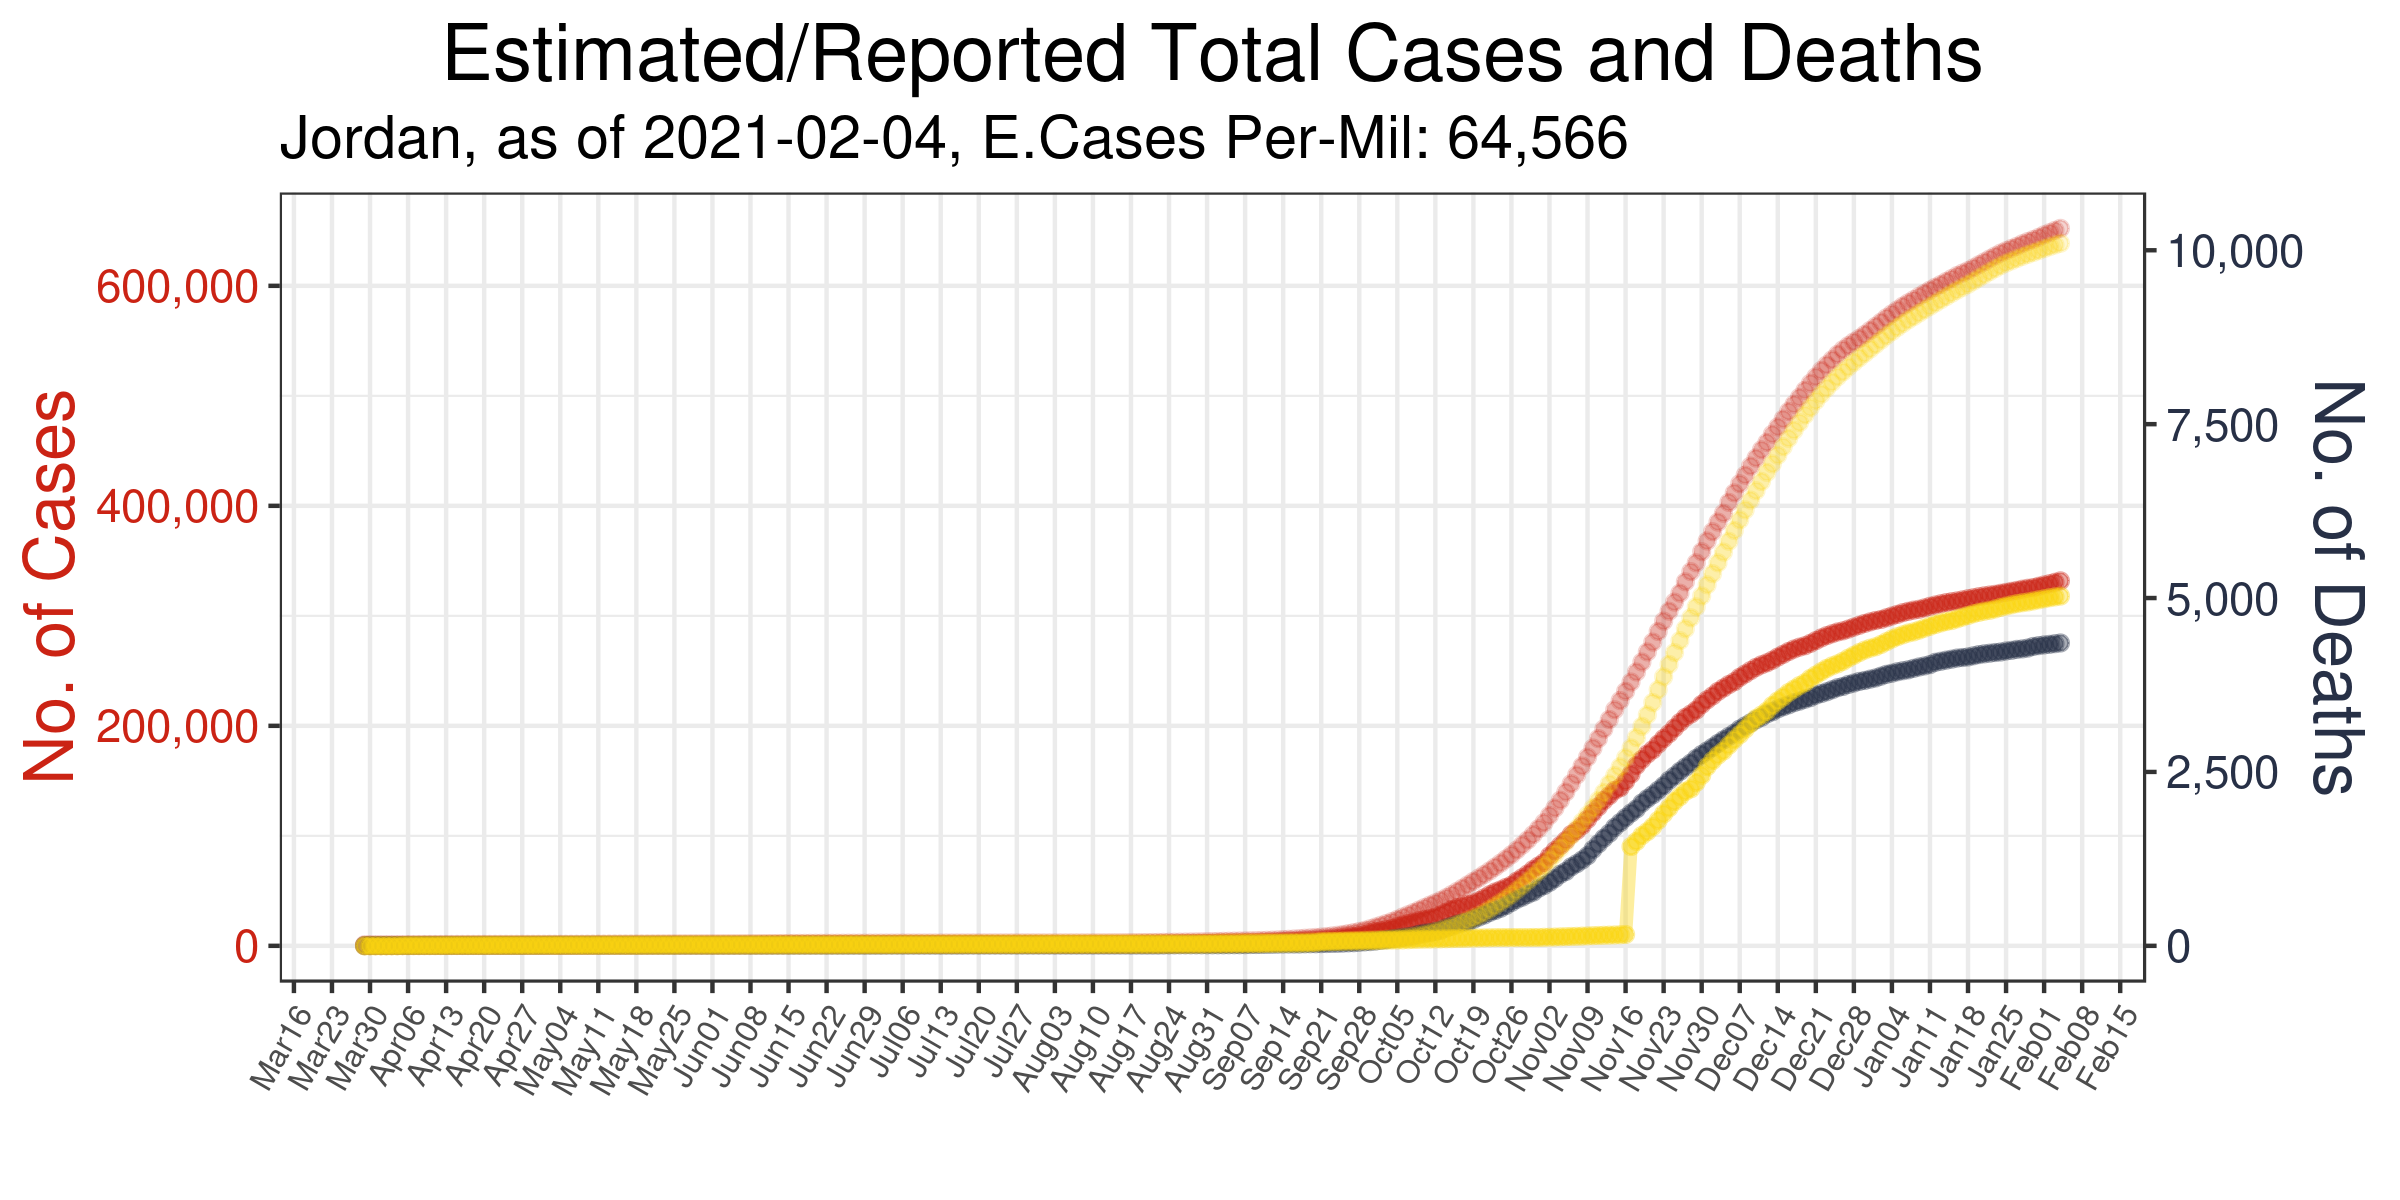 Estimated/Reported Total Cases and Deaths
Jordan, as of 2021-02-04, E.Cases Per-Mil: 64,566
No. of Cases
600,000
400,000
200,000
0
10,000
7,500
5,000
2,500
0
No. of Deaths
Mar16 Mar23 Mar30 Apr06 Apr13 Apr20 Apr27 May04 May11 May18 May25 Jun01 Jun08 Jun15 Jun22 Jun29 Jul06 Jul13 Jul20 Jul27 Aug03 Aug10 Aug17 Aug24 Aug31 Sep07 Sep14 Sep21 Sep28 Oct05 Oct12 Oct19 Oct26 Nov02 Nov09 Nov16 Nov23 Nov30 Dec07 Dec14 Dec21 Dec28 Jan04 Jan11 Jan18 Jan25 Feb01 Feb08 Feb15